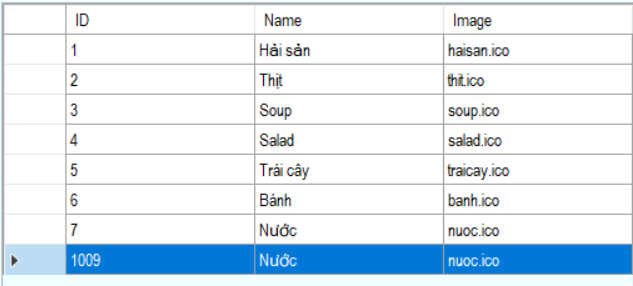 ID Name Image
1 Hải sản haisan.ico
2 Thịt thit.ico
3 Soup soup.ico
4 Salad salad.ico
5 Trái cây traicay.ico
6 Bánh banh.ico
7 Nước nuoc.ico
1009 Nước nuoc.ico